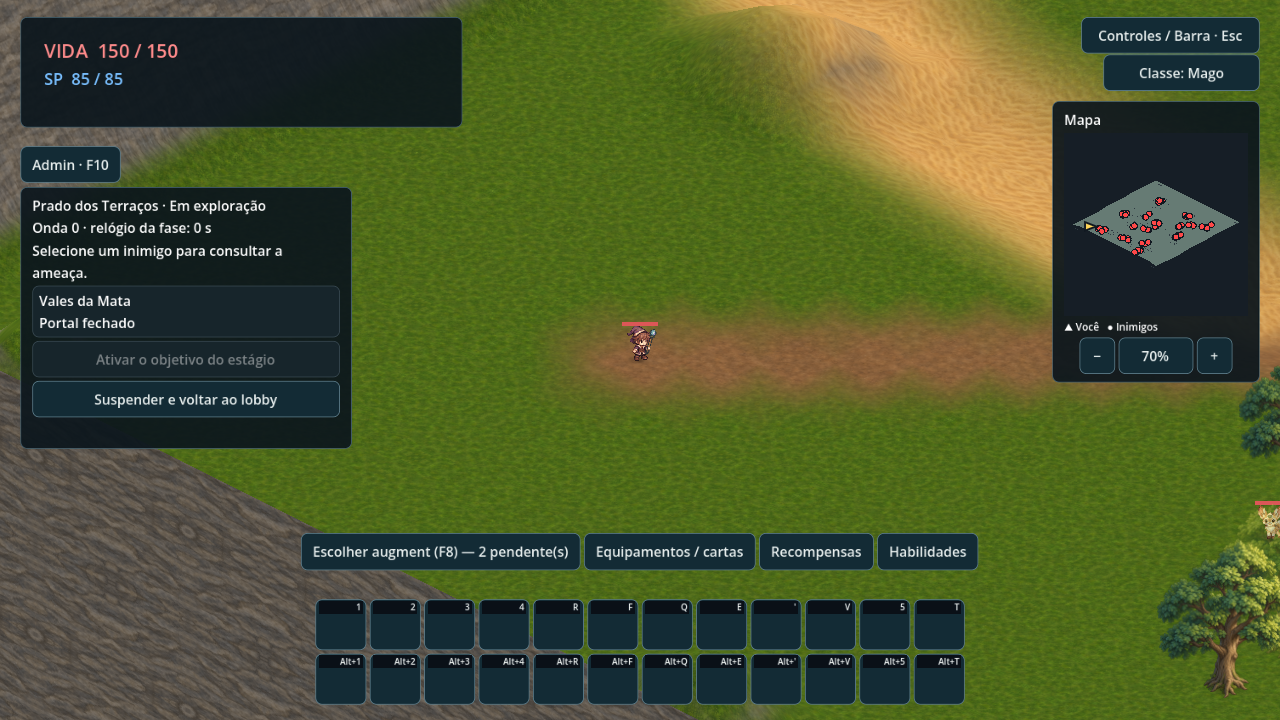 VIDA 150 / 150
SP 85 / 85
Controles / Barra · Esc
Classe: Mago
Mapa
Admin · F10
Prado dos Terraços · Em exploração
Onda 0 · relógio da fase: 0 s
Selecione um inimigo para consultar a
ameaça.
Vales da Mata
Portal fechado
Ativar o objetivo do estágio
Suspender e voltar ao lobby
▲ Você ● Inimigos
− 70% +
Escolher augment (F8) — 2 pendente(s)
Equipamentos / cartas
Recompensas
Habilidades
1 2 3 4 R F Q E ' V 5 T
Alt+1 Alt+2 Alt+3 Alt+4 Alt+R Alt+F Alt+Q Alt+E Alt+' Alt+V Alt+5 Alt+T